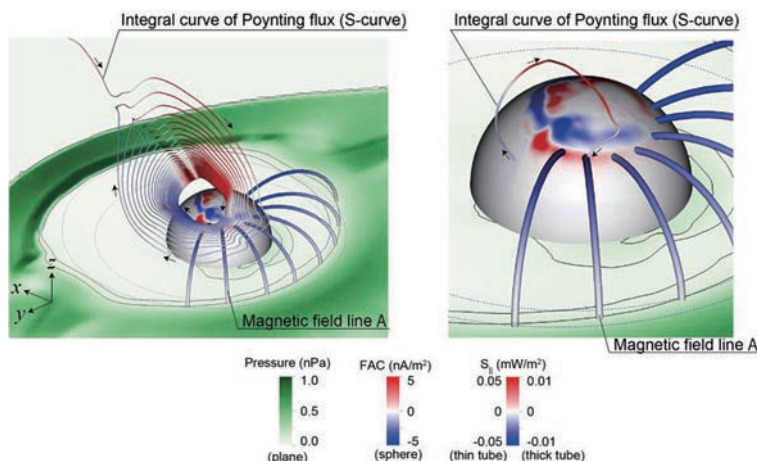 Integral curve of Poynting flux (S-curve)
Integral curve of Poynting flux (S-curve)
x
y
z
Magnetic field line A
Magnetic field line A
Pressure (nPa)
1.0
0.5
0.0
(plane)
FAC (nA/m²)
5
0
-5
(sphere)
S|| mW/m²)
0.05 0.01
0 0
-0.05 -0.01
(thin tube) (thick tube)